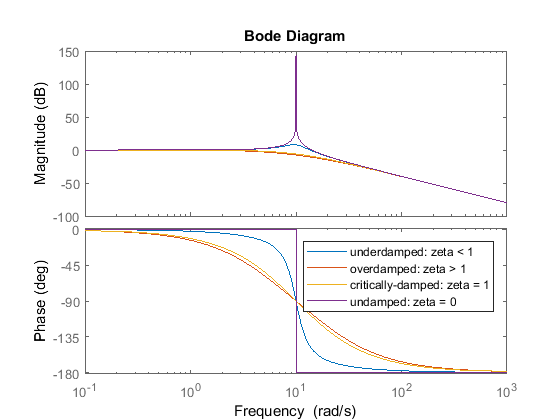 Bode Diagram
Magnitude (dB)
150
100
50
0
-50
-100
Phase (deg)
0
-45
-90
-135
-180
underdamped: zeta < 1
overdamped: zeta > 1
critically-damped: zeta = 1
undamped: zeta = 0
10^-1 10^0 10^1 10^2 10^3
Frequency (rad/s)